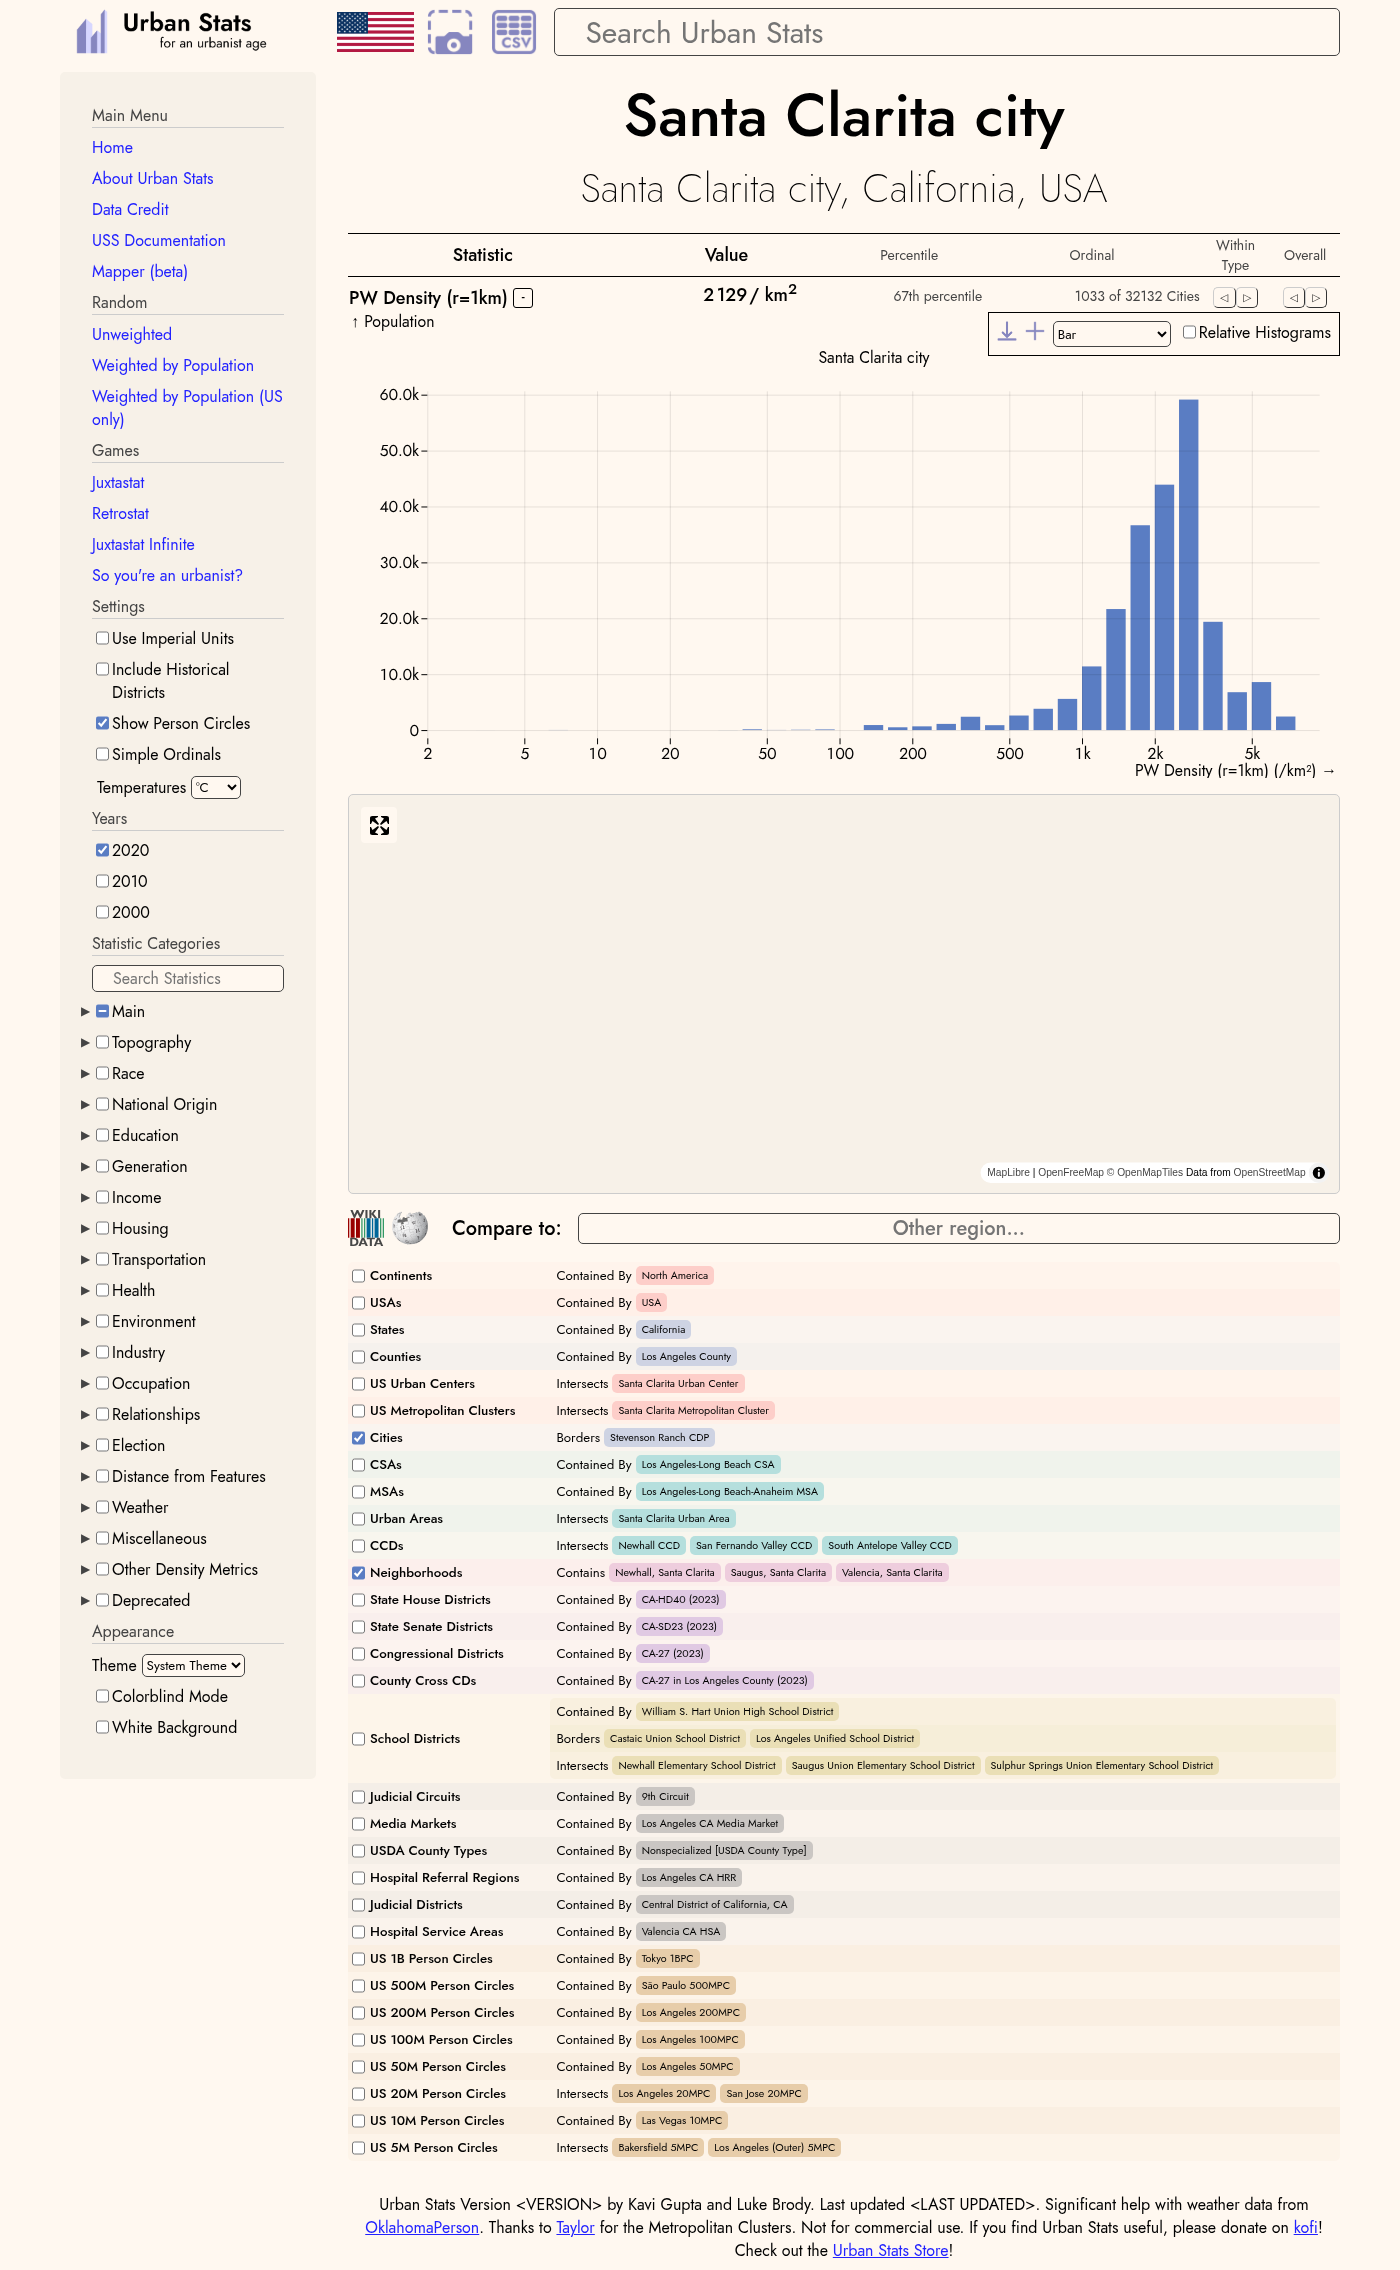 Urban Stats
for an urbanist age
CSV
Search Urban Stats
Main Menu
Home
About Urban Stats
Data Credit
USS Documentation
Mapper (beta)
Random
Unweighted
Weighted by Population
Weighted by Population (US
only)
Games
Juxtastat
Retrostat
Juxtastat Infinite
So you're an urbanist?
Settings
Use Imperial Units
Include Historical
Districts
Show Person Circles
Simple Ordinals
Temperatures °C
Years
2020
2010
2000
Statistic Categories
Search Statistics
Main
Topography
Race
National Origin
Education
Generation
Income
Housing
Transportation
Health
Environment
Industry
Occupation
Relationships
Election
Distance from Features
Weather
Miscellaneous
Other Density Metrics
Deprecated
Appearance
Theme System Theme
Colorblind Mode
White Background
Santa Clarita city
Santa Clarita city, California, USA
Statistic Value Percentile Ordinal Within Type Overall
PW Density (r=1km) - 2 129 / km² 67th percentile 1033 of 32132 Cities
↑ Population
Bar Relative Histograms
Santa Clarita city
60.0k
50.0k
40.0k
30.0k
20.0k
10.0k
0
2 5 10 20 50 100 200 500 1k 2k 5k
PW Density (r=1km) (/km²) →
MapLibre | OpenFreeMap © OpenMapTiles Data from OpenStreetMap
WIKI
DATA
Compare to: Other region...
Continents Contained By North America
USAs Contained By USA
States Contained By California
Counties Contained By Los Angeles County
US Urban Centers Intersects Santa Clarita Urban Center
US Metropolitan Clusters Intersects Santa Clarita Metropolitan Cluster
Cities Borders Stevenson Ranch CDP
CSAs Contained By Los Angeles-Long Beach CSA
MSAs Contained By Los Angeles-Long Beach-Anaheim MSA
Urban Areas Intersects Santa Clarita Urban Area
CCDs Intersects Newhall CCD San Fernando Valley CCD South Antelope Valley CCD
Neighborhoods Contains Newhall, Santa Clarita Saugus, Santa Clarita Valencia, Santa Clarita
State House Districts Contained By CA-HD40 (2023)
State Senate Districts Contained By CA-SD23 (2023)
Congressional Districts Contained By CA-27 (2023)
County Cross CDs Contained By CA-27 in Los Angeles County (2023)
School Districts
Contained By William S. Hart Union High School District
Borders Castaic Union School District Los Angeles Unified School District
Intersects Newhall Elementary School District Saugus Union Elementary School District Sulphur Springs Union Elementary School District
Judicial Circuits Contained By 9th Circuit
Media Markets Contained By Los Angeles CA Media Market
USDA County Types Contained By Nonspecialized [USDA County Type]
Hospital Referral Regions Contained By Los Angeles CA HRR
Judicial Districts Contained By Central District of California, CA
Hospital Service Areas Contained By Valencia CA HSA
US 1B Person Circles Contained By Tokyo 1BPC
US 500M Person Circles Contained By São Paulo 500MPC
US 200M Person Circles Contained By Los Angeles 200MPC
US 100M Person Circles Contained By Los Angeles 100MPC
US 50M Person Circles Contained By Los Angeles 50MPC
US 20M Person Circles Intersects Los Angeles 20MPC San Jose 20MPC
US 10M Person Circles Contained By Las Vegas 10MPC
US 5M Person Circles Intersects Bakersfield 5MPC Los Angeles (Outer) 5MPC
Urban Stats Version <VERSION> by Kavi Gupta and Luke Brody. Last updated <LAST UPDATED>. Significant help with weather data from
OklahomaPerson. Thanks to Taylor for the Metropolitan Clusters. Not for commercial use. If you find Urban Stats useful, please donate on kofi!
Check out the Urban Stats Store!